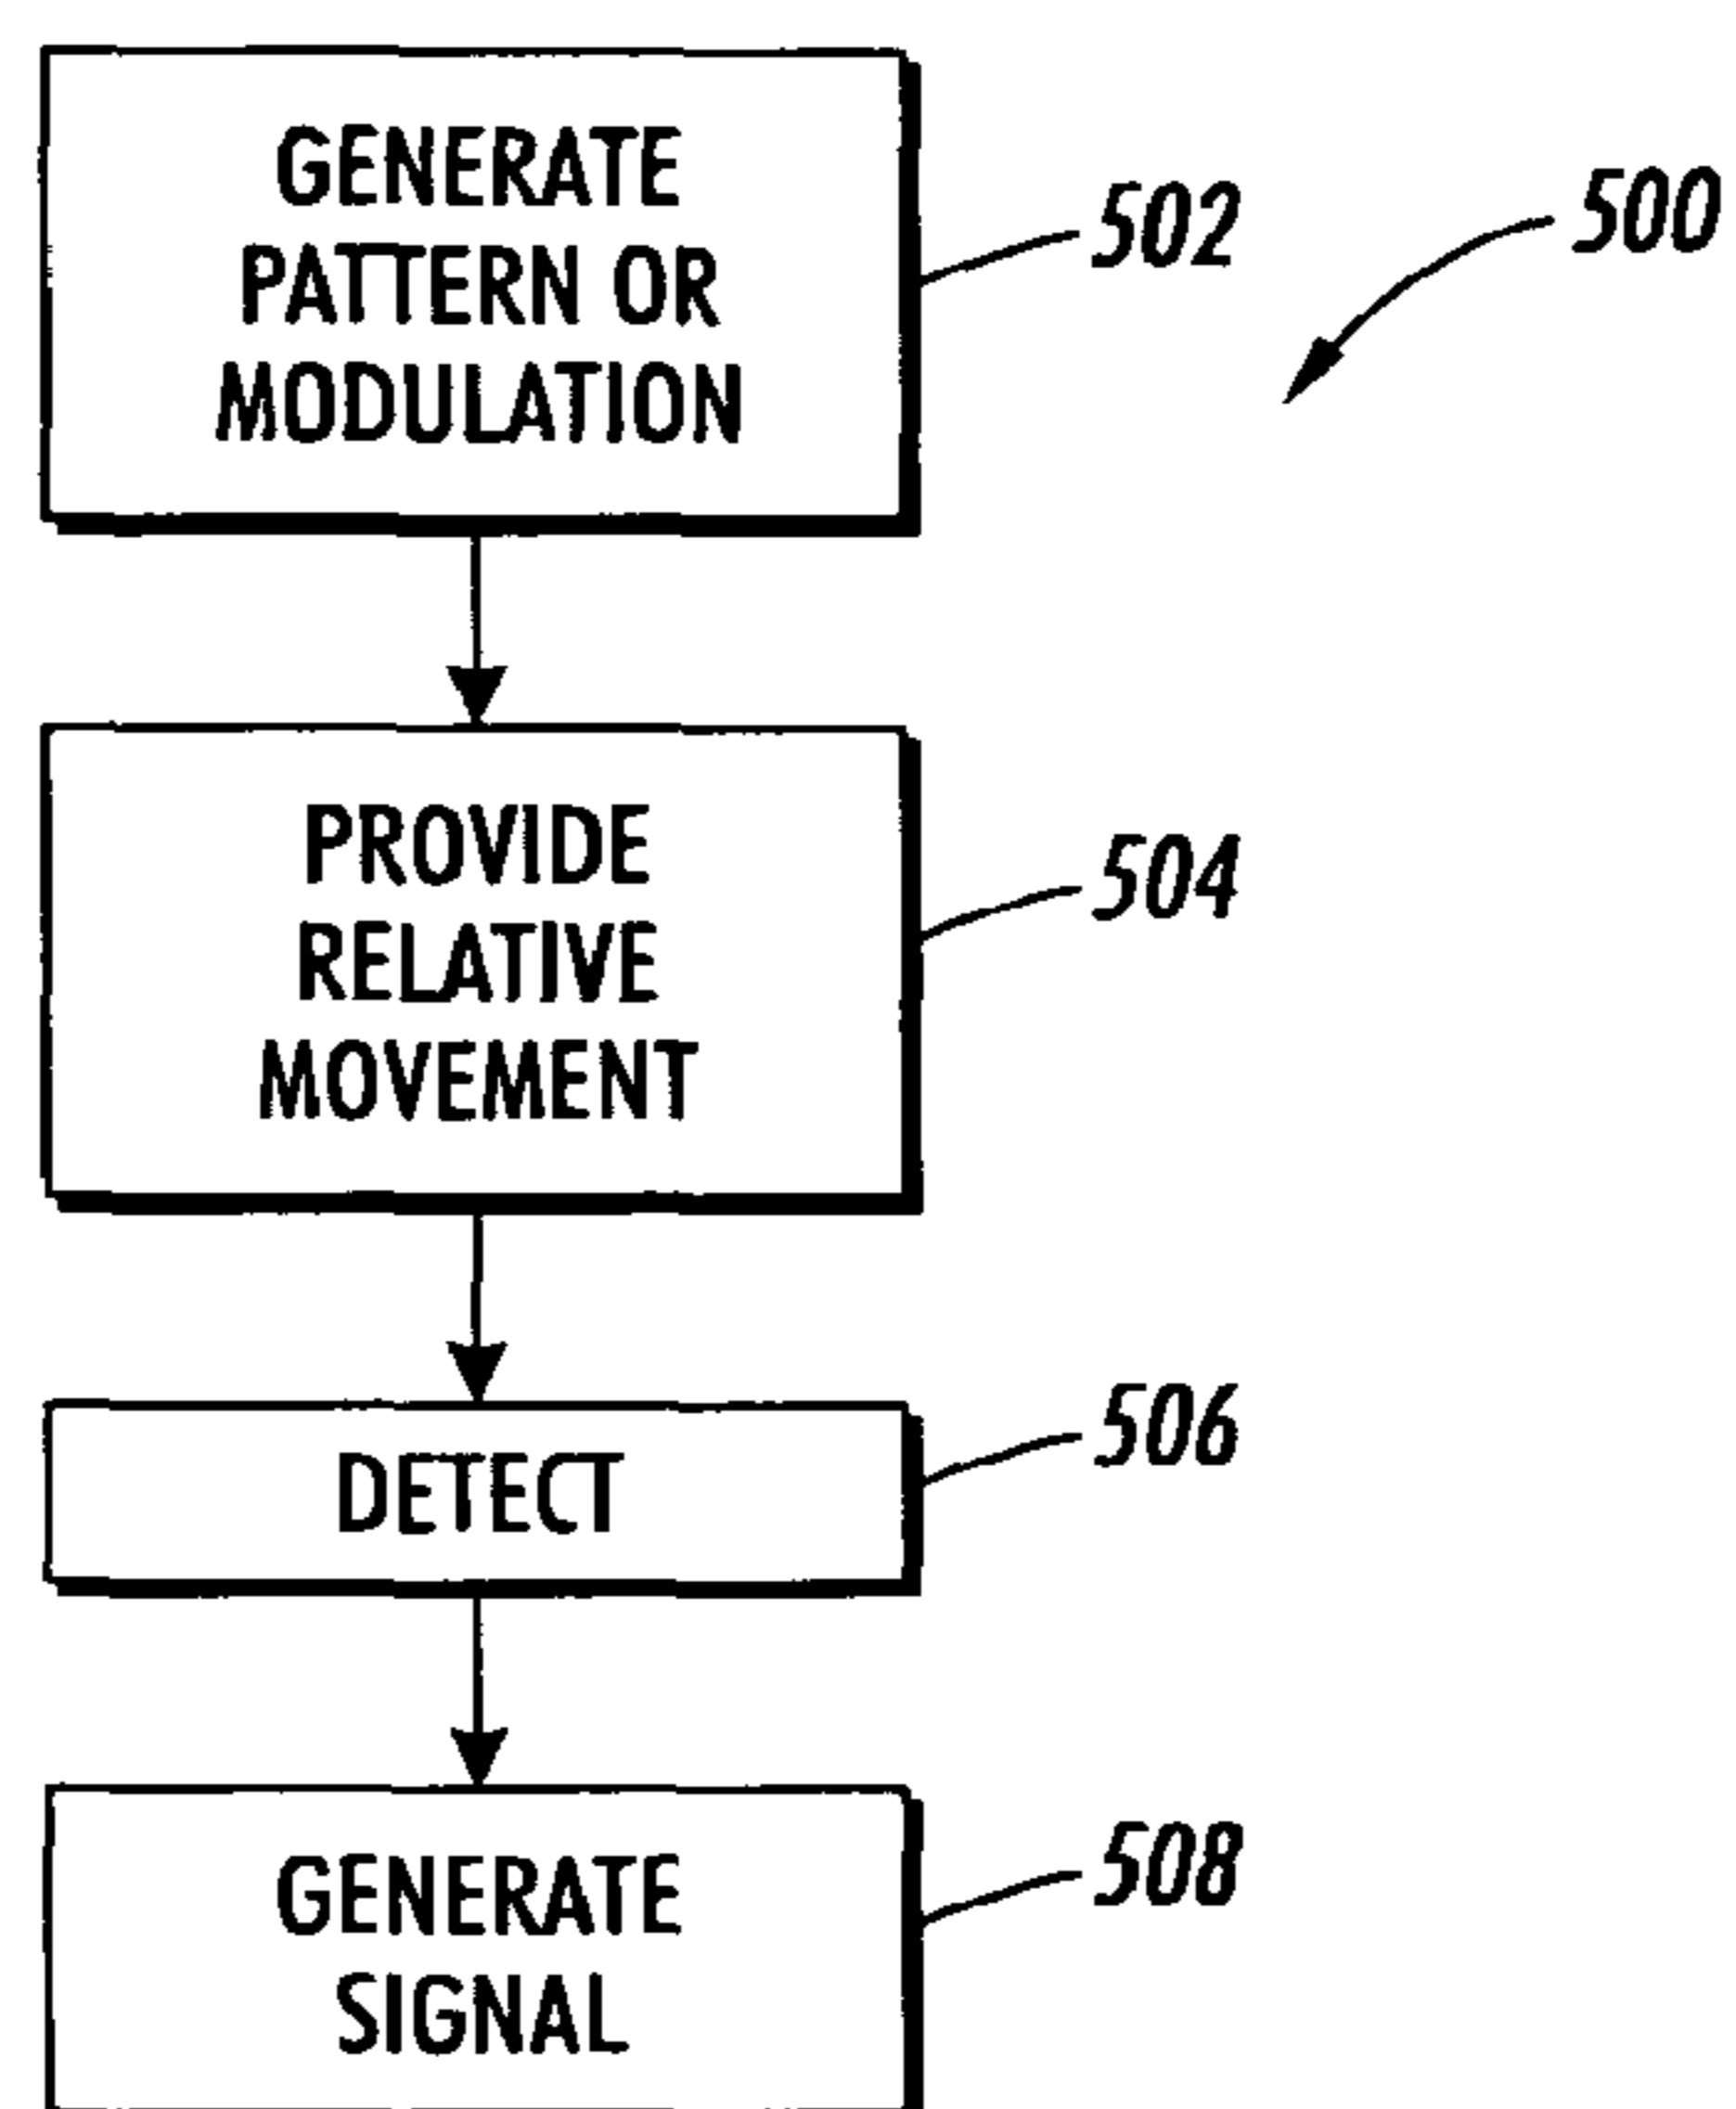 GENERATE
PATTERN OR
MODULATION
502
500
PROVIDE
RELATIVE
MOVEMENT
504
DETECT
506
GENERATE
SIGNAL
508